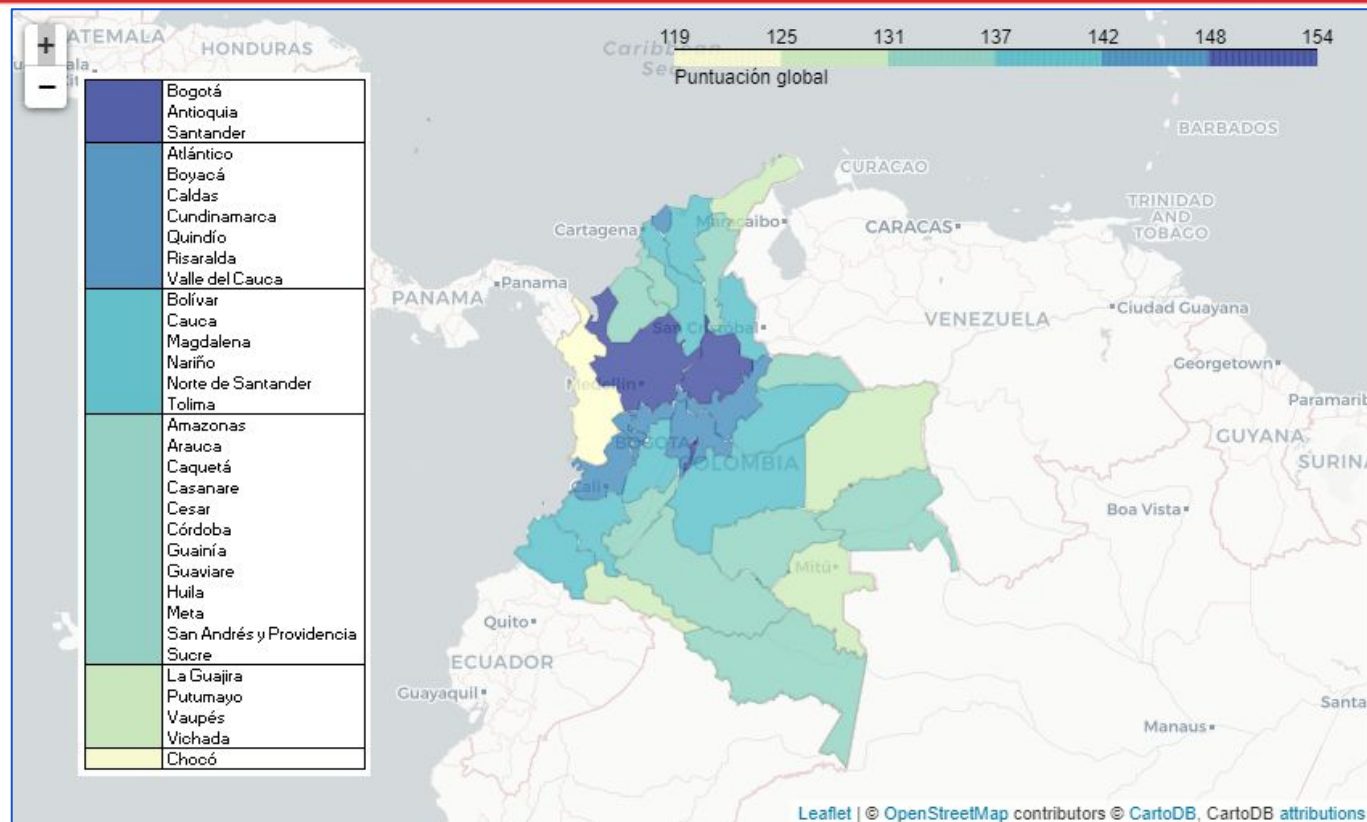 +
−
HONDURAS
119 125 131 137 142 148 154
Puntuación global
Bogotá
Antioquia
Santander
Atlántico
Boyacá
Caldas
Cundinamarca
Quindío
Risaralda
Valle del Cauca
Bolívar
Cauca
Magdalena
Nariño
Norte de Santander
Tolima
Amazonas
Arauca
Caquetá
Casanare
Cesar
Córdoba
Guainía
Guaviare
Huila
Meta
San Andrés y Providencia
Sucre
La Guajira
Putumayo
Vaupés
Vichada
Chocó
BARBADOS
CURACAO
TRINIDAD
AND
TOBAGO
Cartagena
Maracaibo
CARACAS
Panama
PANAMA
Ciudad Guayana
San Cristóbal
VENEZUELA
Georgetown
Medellín
Paramarib
GUYANA
SURINA
BOGOTA
COLOMBIA
Cali
Boa Vista
Mitú
Quito
ECUADOR
Guayaquil
Manaus
Santa
Leaflet | © OpenStreetMap contributors © CartoDB, CartoDB attributions